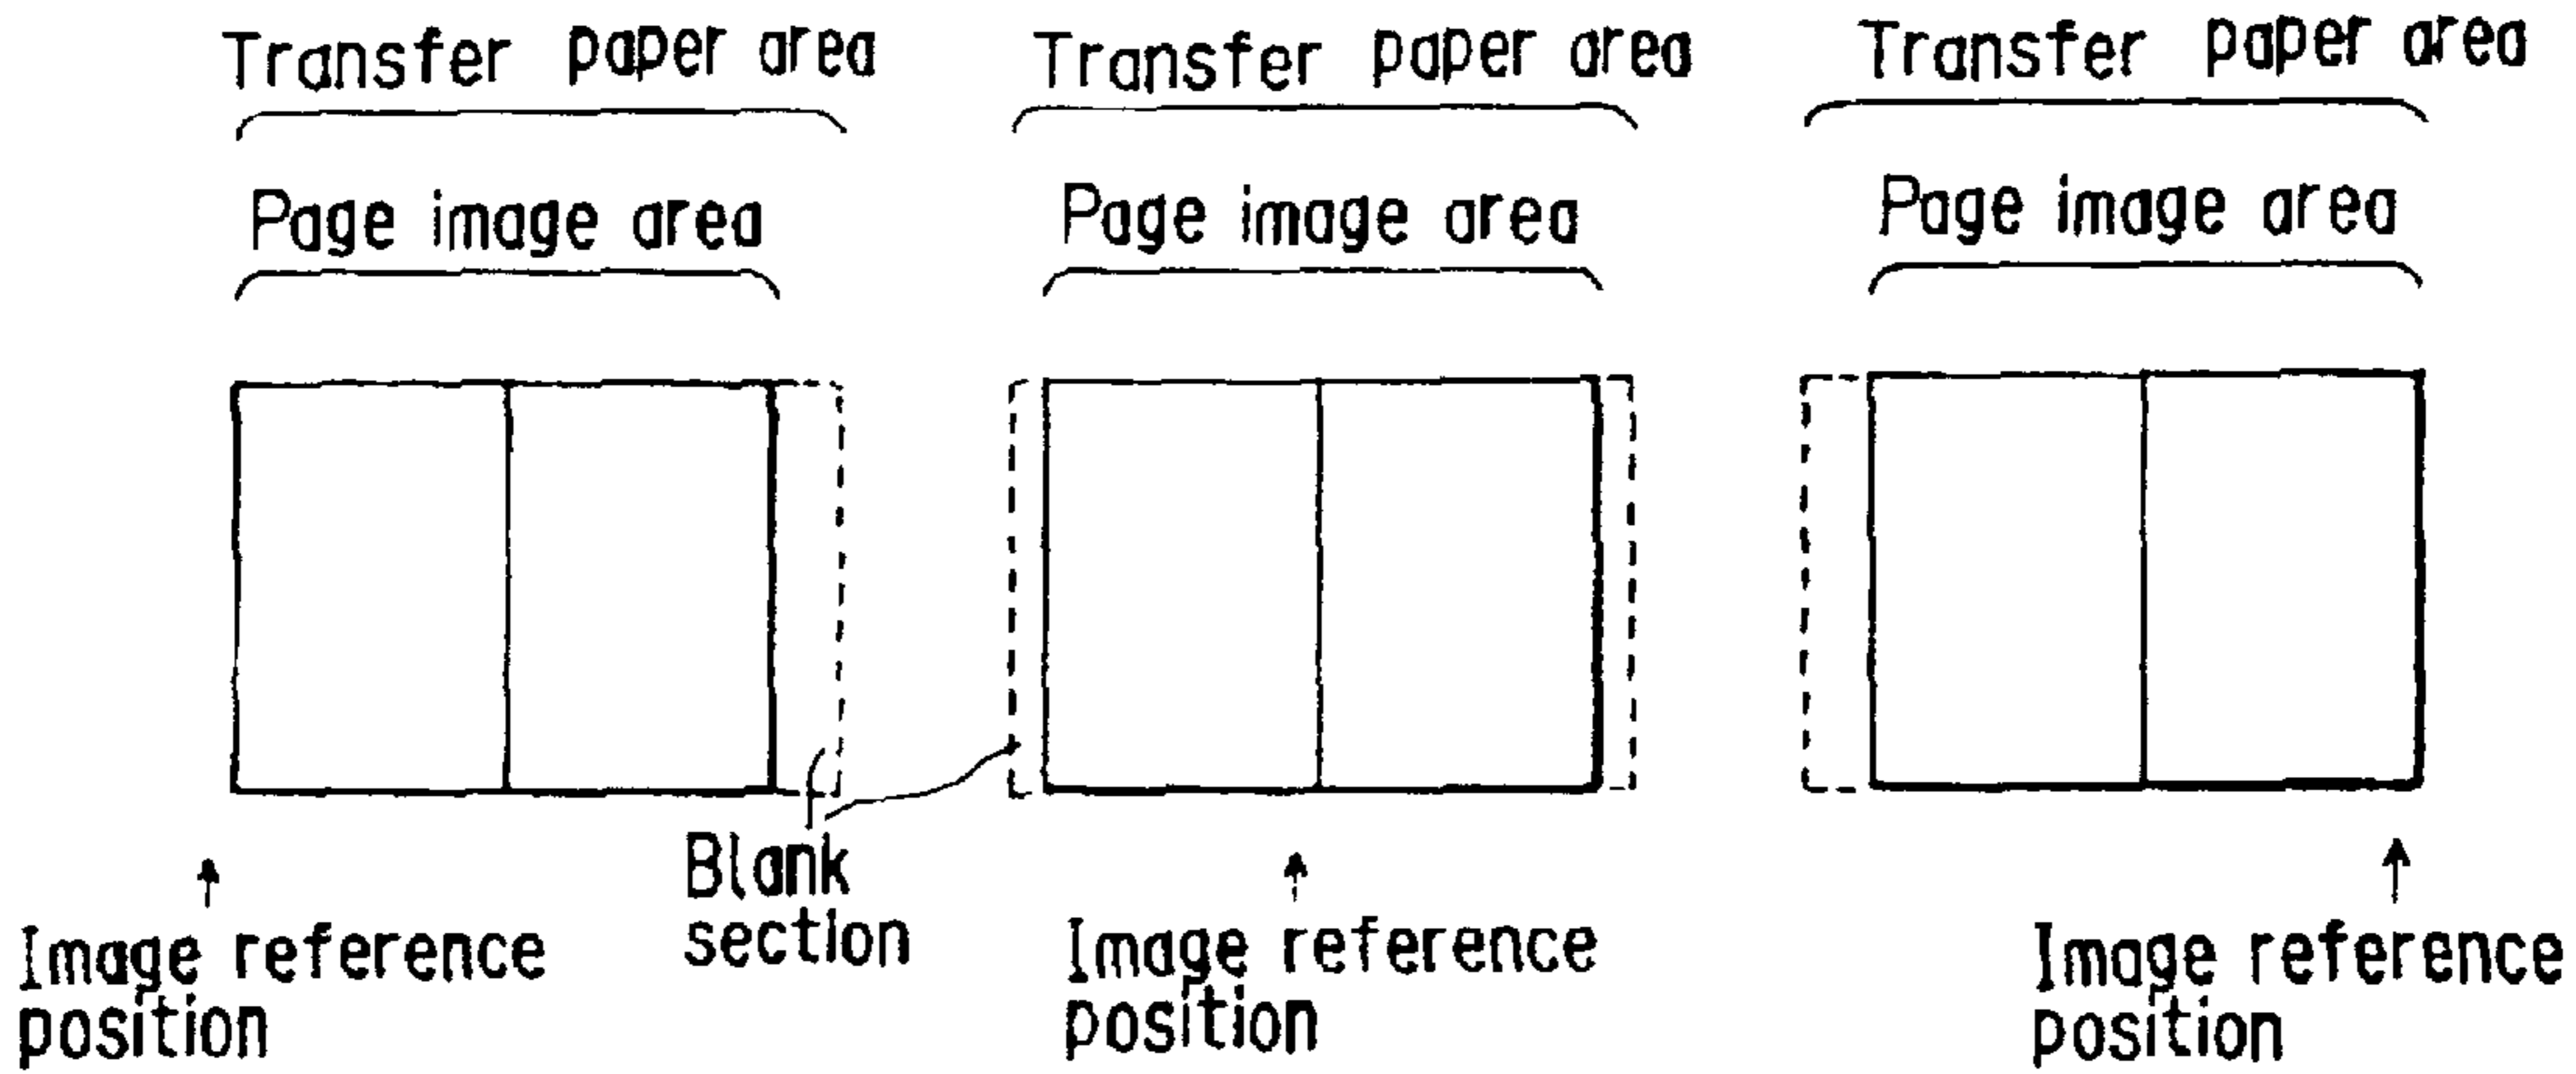 Transfer paper area
Transfer paper area
Transfer paper area
Page image area
Page image area
Page image area
Blank
section
Image reference
position
Image reference
position
Image reference
position